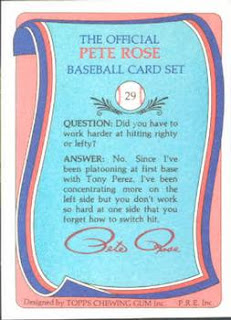 THE OFFICIAL
PETE ROSE
BASEBALL CARD SET
29
QUESTION: Did you have to
work harder at hitting righty
or lefty?
ANSWER: No. Since I've
been platooning at first base
with Tony Perez, I've been
concentrating more on the
left side but you don't work
so hard at one side that you
forget how to switch hit.
Pete Rose
Designed by TOPPS CHEWING GUM Inc. P.R.E. Inc.